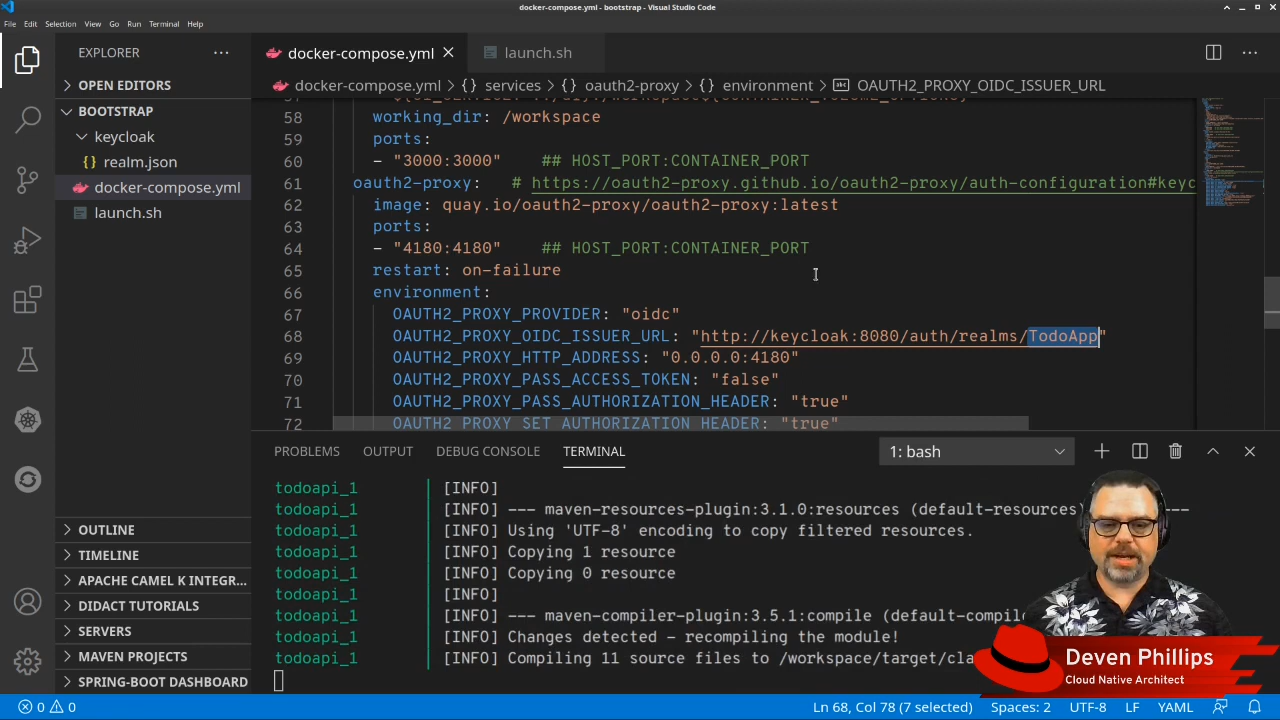 docker-compose.yml - bootstrap - Visual Studio Code
File Edit Selection View Go Run Terminal Help
EXPLORER
docker-compose.yml
launch.sh
OPEN EDITORS
docker-compose.yml {} services {} oauth2-proxy {} environment OAUTH2_PROXY_OIDC_ISSUER_URL
BOOTSTRAP
keycloak
{} realm.json
docker-compose.yml
launch.sh
58 working_dir: /workspace
59 ports:
60 - "3000:3000" ## HOST_PORT:CONTAINER_PORT
61 oauth2-proxy: # https://oauth2-proxy.github.io/oauth2-proxy/auth-configuration#keyc
62 image: quay.io/oauth2-proxy/oauth2-proxy:latest
63 ports:
64 - "4180:4180" ## HOST_PORT:CONTAINER_PORT
65 restart: on-failure
66 environment:
67 OAUTH2_PROXY_PROVIDER: "oidc"
68 OAUTH2_PROXY_OIDC_ISSUER_URL: "http://keycloak:8080/auth/realms/TodoApp"
69 OAUTH2_PROXY_HTTP_ADDRESS: "0.0.0.0:4180"
70 OAUTH2_PROXY_PASS_ACCESS_TOKEN: "false"
71 OAUTH2_PROXY_PASS_AUTHORIZATION_HEADER: "true"
72 OAUTH2_PROXY_SET_AUTHORIZATION_HEADER: "true"
PROBLEMS OUTPUT DEBUG CONSOLE TERMINAL
1: bash
todoapi_1 | [INFO]
todoapi_1 | [INFO] --- maven-resources-plugin:3.1.0:resources (default-resources) ---
todoapi_1 | [INFO] Using 'UTF-8' encoding to copy filtered resources.
todoapi_1 | [INFO] Copying 1 resource
todoapi_1 | [INFO] Copying 0 resource
todoapi_1 | [INFO]
todoapi_1 | [INFO] --- maven-compiler-plugin:3.5.1:compile (default-compil
todoapi_1 | [INFO] Changes detected - recompiling the module!
todoapi_1 | [INFO] Compiling 11 source files to /workspace/target/cla
OUTLINE
TIMELINE
APACHE CAMEL K INTEGR...
DIDACT TUTORIALS
SERVERS
MAVEN PROJECTS
SPRING-BOOT DASHBOARD
Deven Phillips
Cloud Native Architect
0 0
Ln 68, Col 78 (7 selected) Spaces: 2 UTF-8 LF YAML